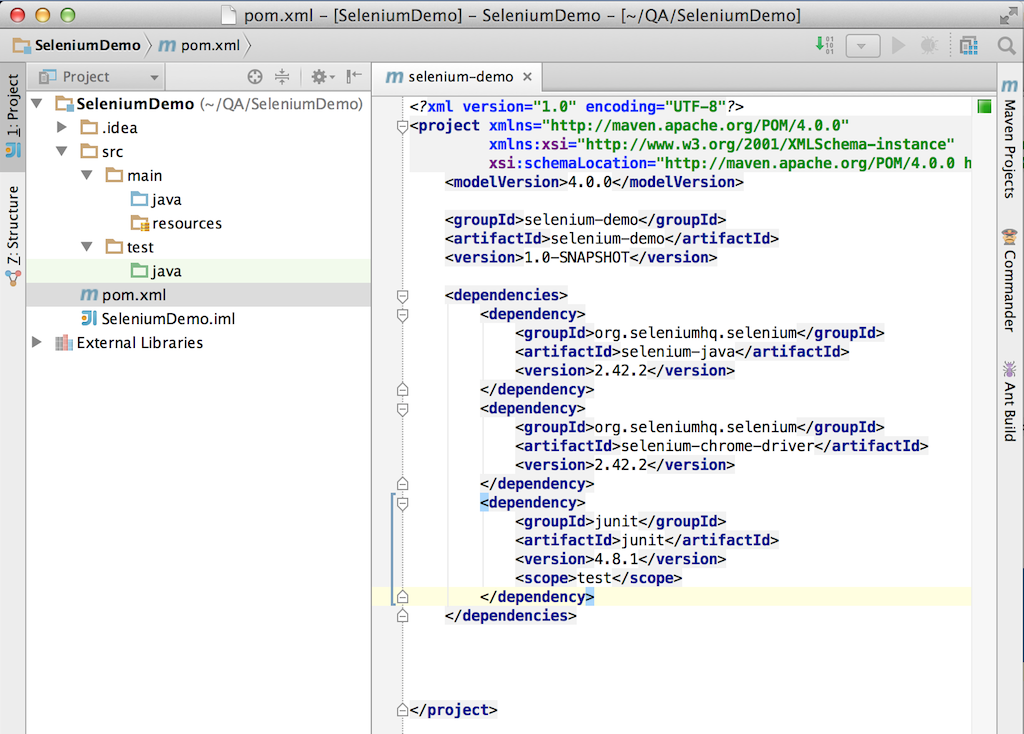 pom.xml – [SeleniumDemo] – SeleniumDemo – [~/QA/SeleniumDemo]
SeleniumDemo
m pom.xml
Project
m selenium-demo
1: Project
Z: Structure
SeleniumDemo (~/QA/SeleniumDemo)
.idea
src
main
java
resources
test
java
m pom.xml
SeleniumDemo.iml
External Libraries
<?xml version="1.0" encoding="UTF-8"?>
<project xmlns="http://maven.apache.org/POM/4.0.0"
xmlns:xsi="http://www.w3.org/2001/XMLSchema-instance"
xsi:schemaLocation="http://maven.apache.org/POM/4.0.0 h
<modelVersion>4.0.0</modelVersion>
<groupId>selenium-demo</groupId>
<artifactId>selenium-demo</artifactId>
<version>1.0-SNAPSHOT</version>
<dependencies>
<dependency>
<groupId>org.seleniumhq.selenium</groupId>
<artifactId>selenium-java</artifactId>
<version>2.42.2</version>
</dependency>
<dependency>
<groupId>org.seleniumhq.selenium</groupId>
<artifactId>selenium-chrome-driver</artifactId>
<version>2.42.2</version>
</dependency>
<dependency>
<groupId>junit</groupId>
<artifactId>junit</artifactId>
<version>4.8.1</version>
<scope>test</scope>
</dependency>
</dependencies>
</project>
m Maven Projects
Commander
Ant Build